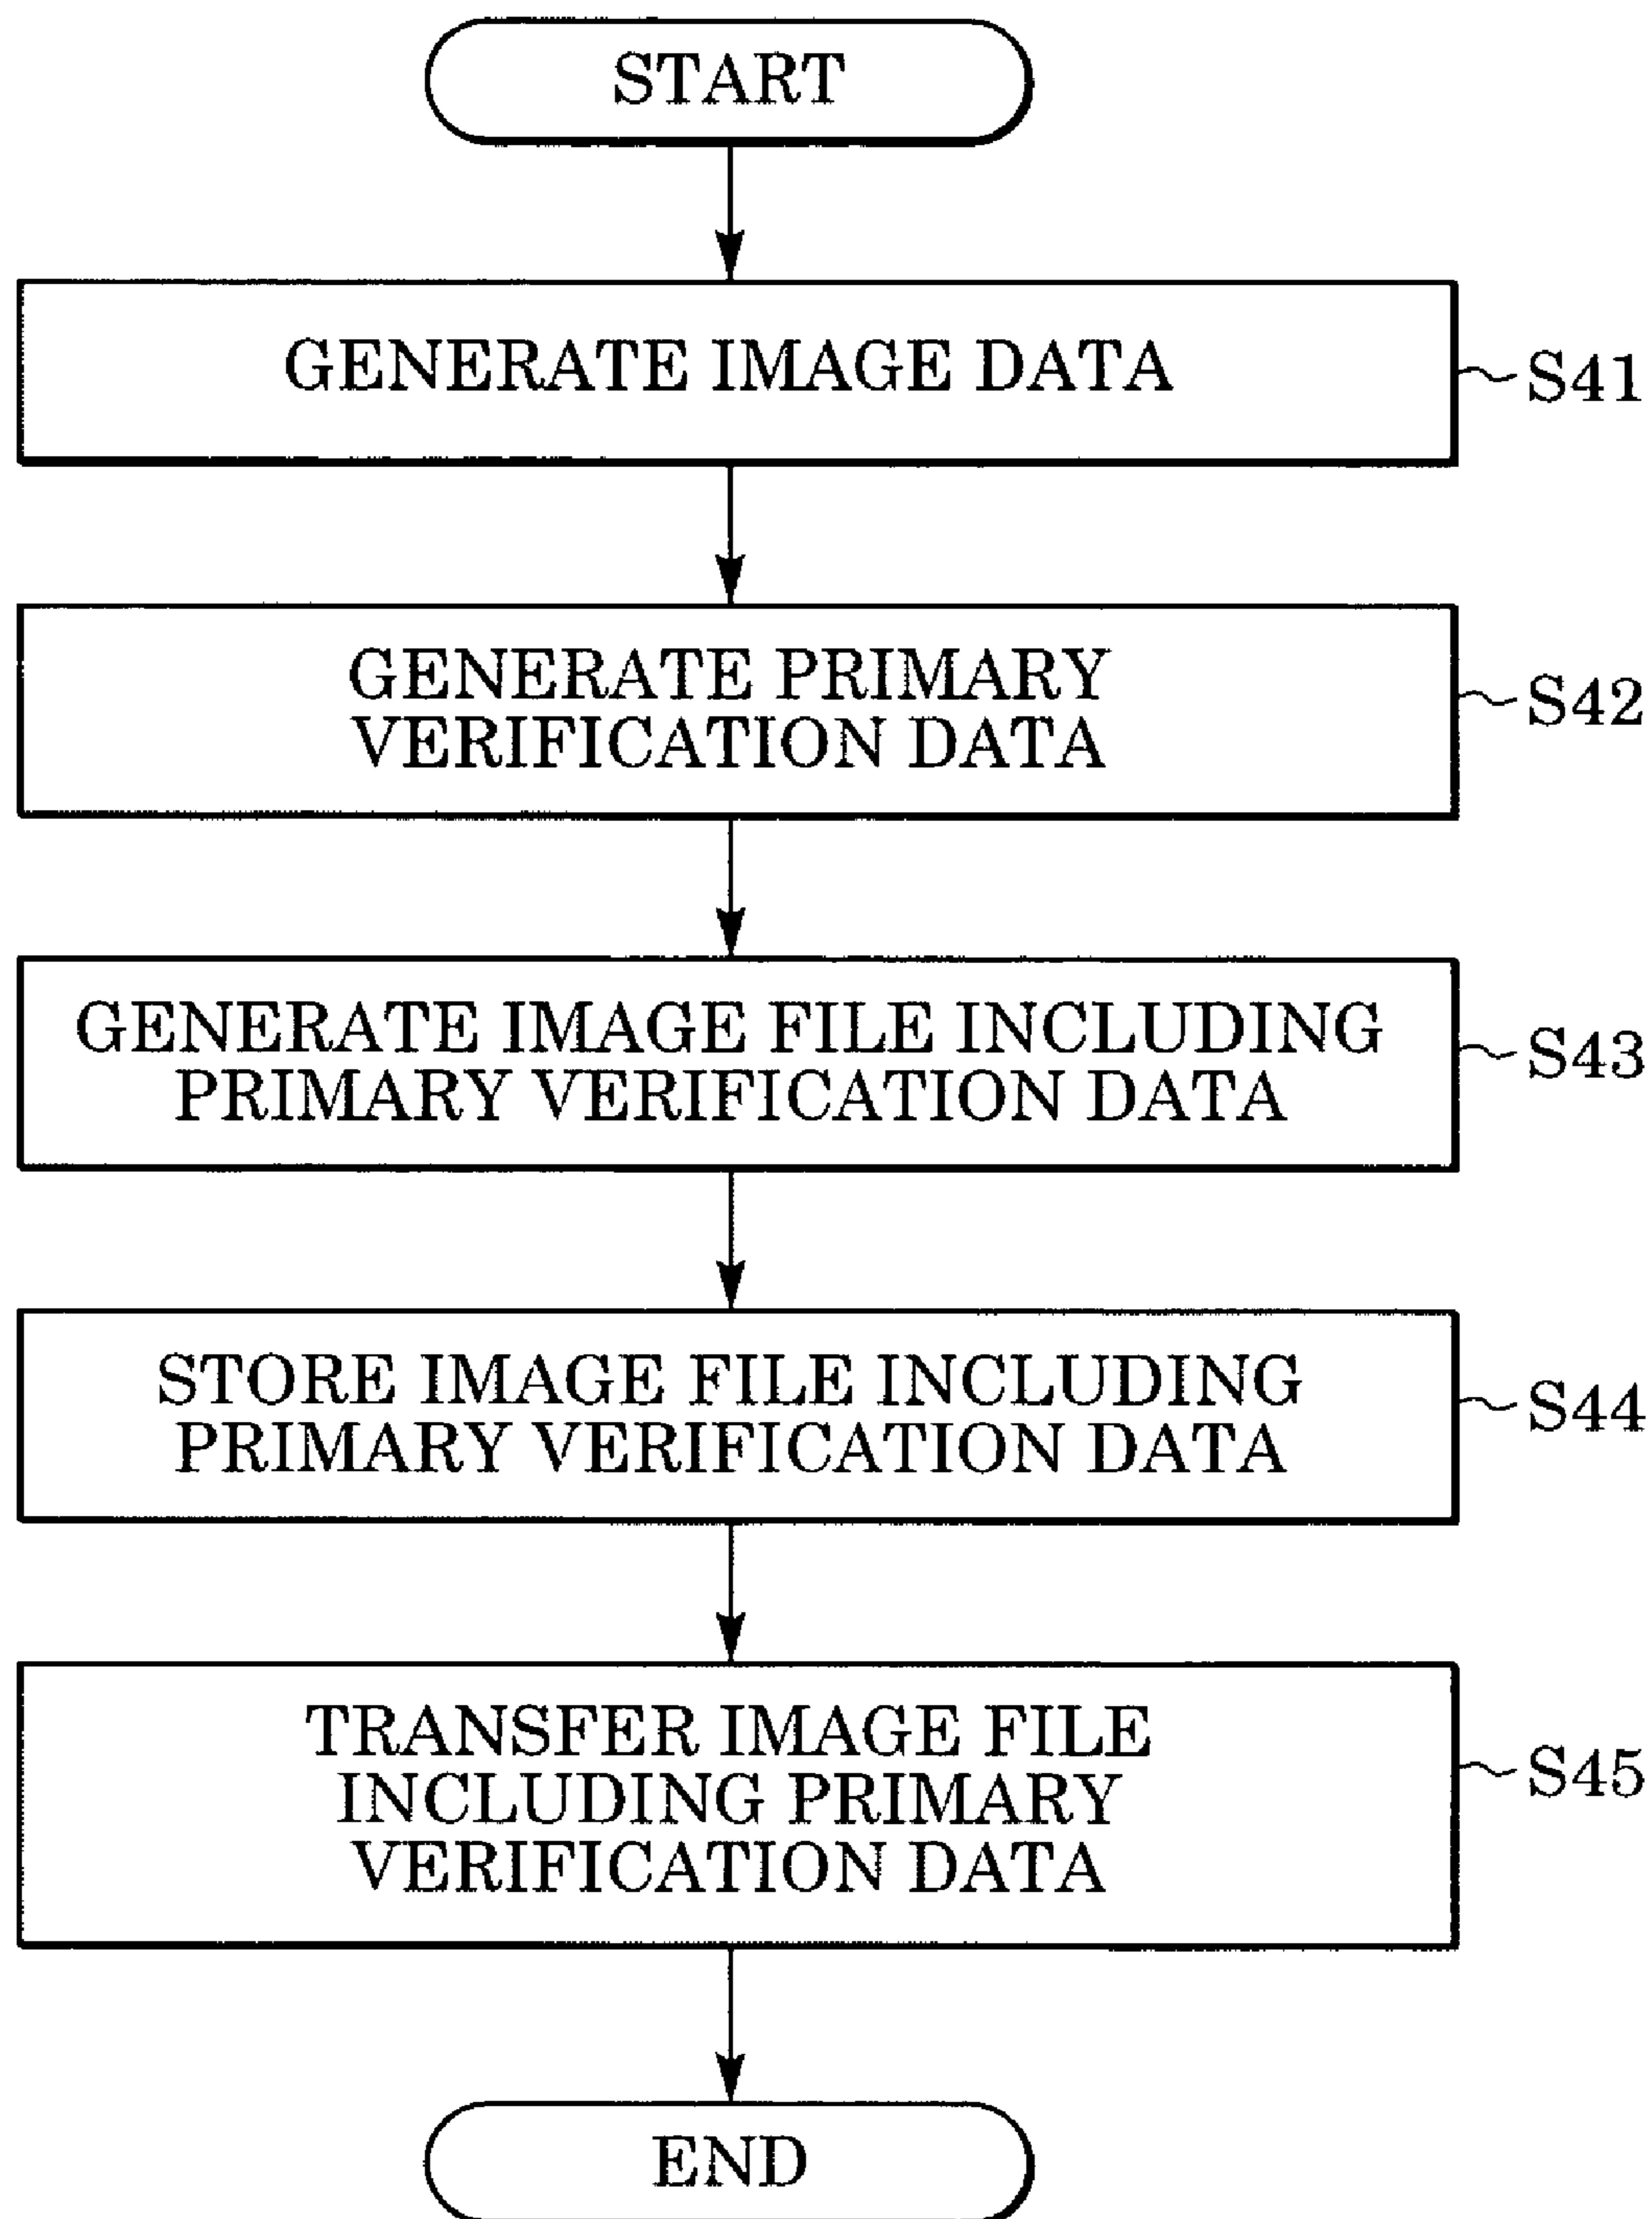 START
GENERATE IMAGE DATA
S41
GENERATE PRIMARY
VERIFICATION DATA
S42
GENERATE IMAGE FILE INCLUDING
PRIMARY VERIFICATION DATA
S43
STORE IMAGE FILE INCLUDING
PRIMARY VERIFICATION DATA
S44
TRANSFER IMAGE FILE
INCLUDING PRIMARY
VERIFICATION DATA
S45
END